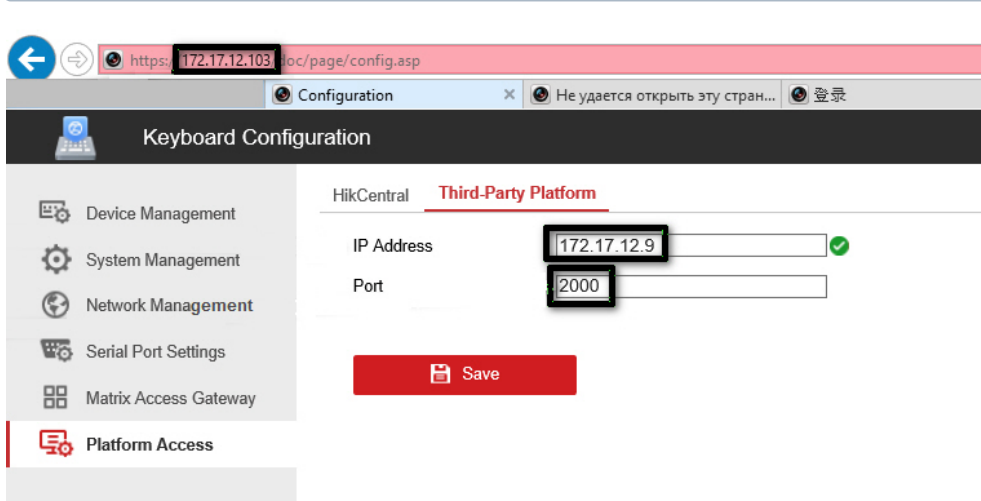 https://172.17.12.103/doc/page/config.asp
Configuration
Не удается открыть эту стран...
登录
Keyboard Configuration
HikCentral Third-Party Platform
Device Management
System Management
Network Management
Serial Port Settings
Matrix Access Gateway
Platform Access
IP Address 172.17.12.9
Port 2000
Save